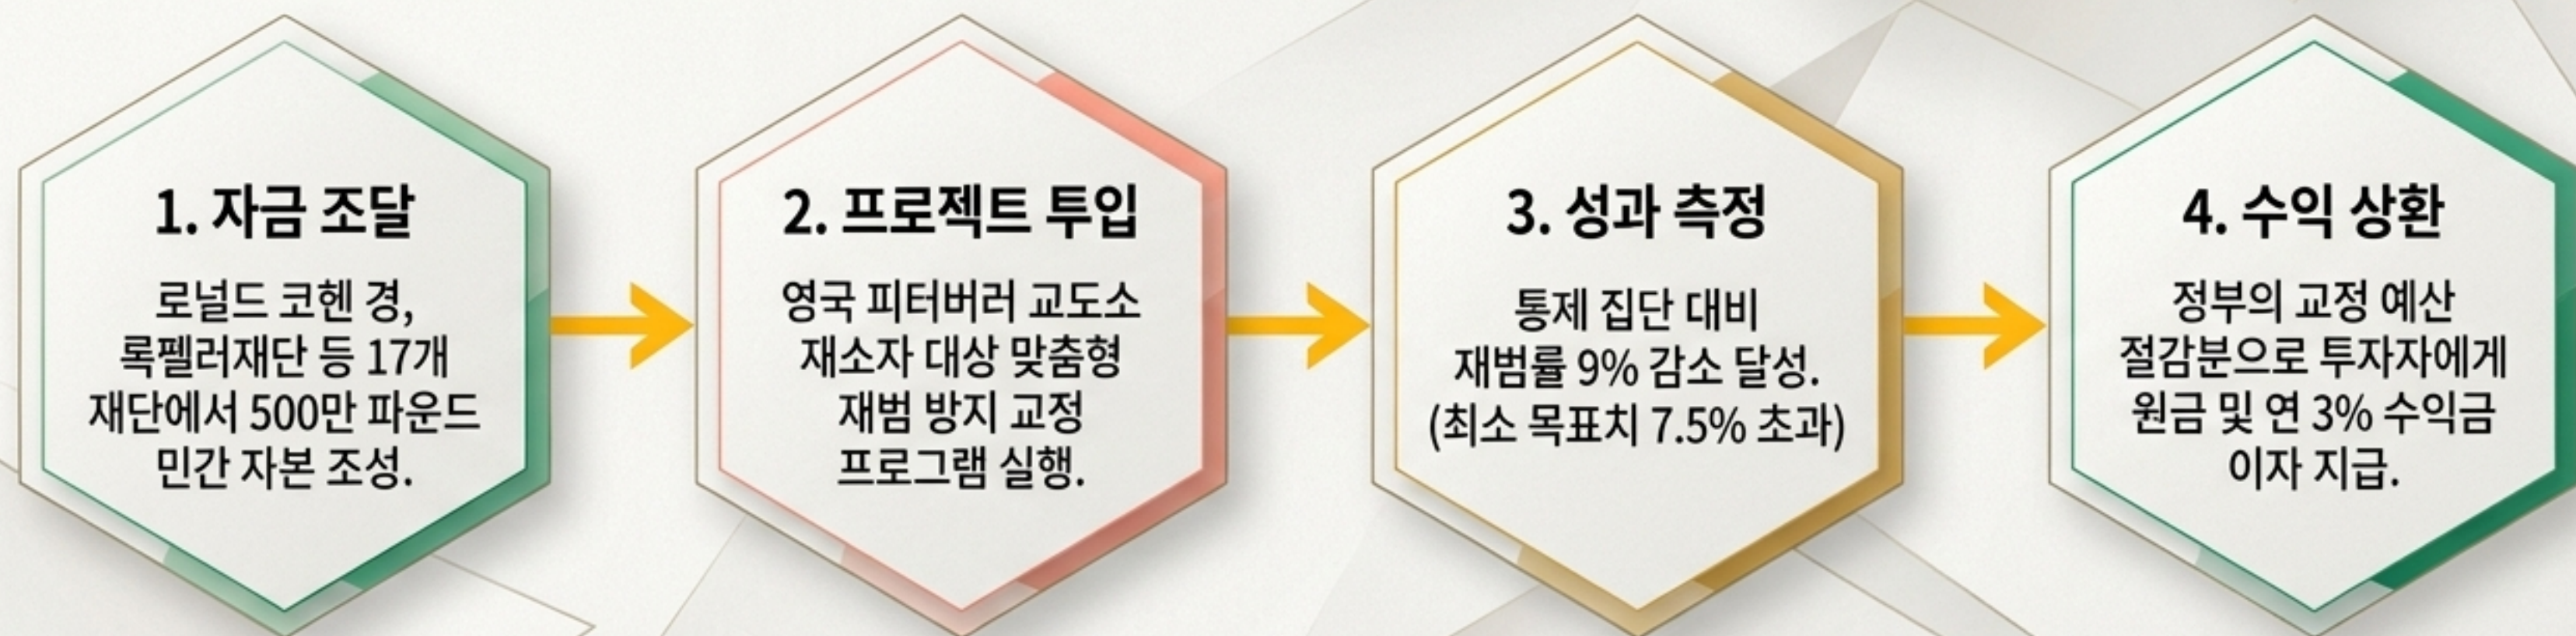 1. 자금 조달
로널드 코헨 경,
록펠러재단 등 17개
재단에서 500만 파운드
민간 자본 조성.
2. 프로젝트 투입
영국 피터버러 교도소
재소자 대상 맞춤형
재범 방지 교정
프로그램 실행.
3. 성과 측정
통제 집단 대비
재범률 9% 감소 달성.
(최소 목표치 7.5% 초과)
4. 수익 상환
정부의 교정 예산
절감분으로 투자자에게
원금 및 연 3% 수익금
이자 지급.